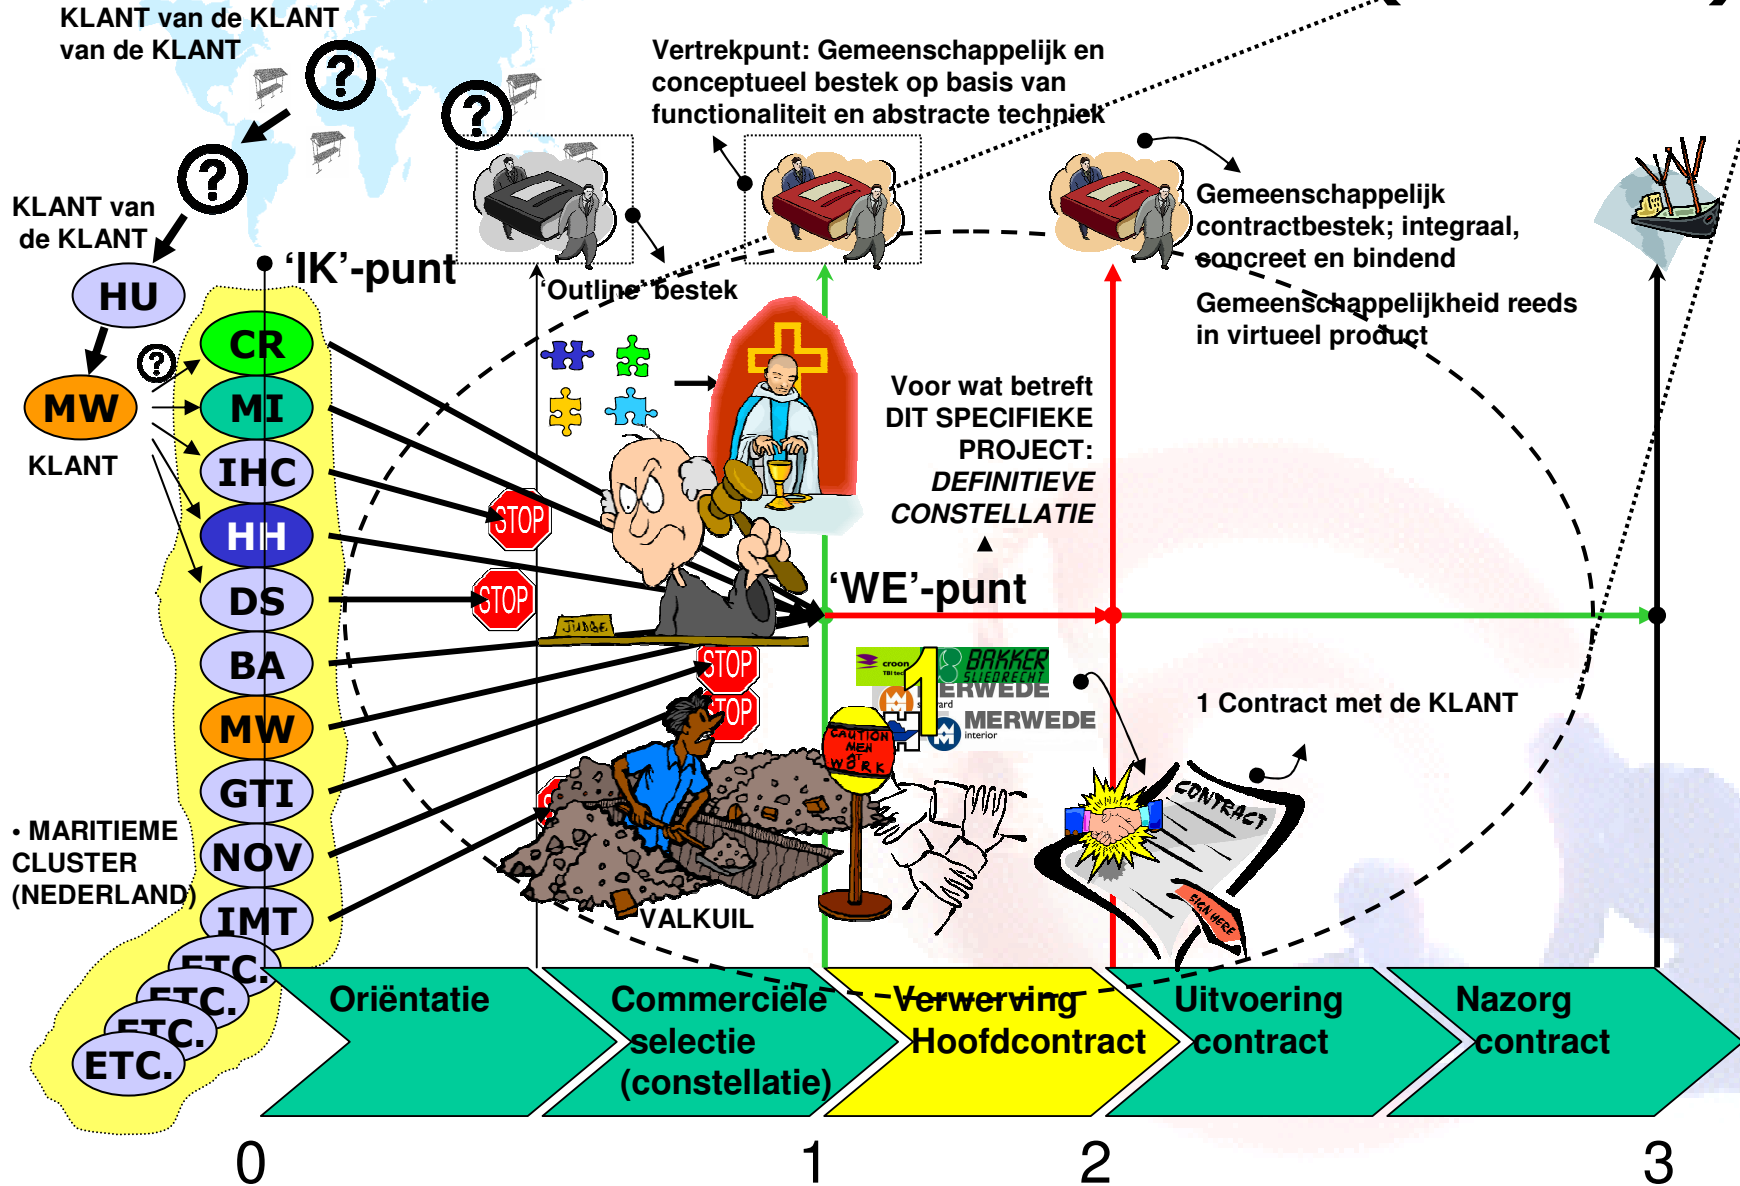 KLANT van de KLANT
van de KLANT
?
?
?
Vertrekpunt: Gemeenschappelijk en
conceptueel bestek op basis van
functionaliteit en abstracte techniek
KLANT van
de KLANT
HU
‘IK’-punt
‘Outline’ bestek
Gemeenschappelijk
contractbestek; integraal,
concreet en bindend
Gemeenschappelijkheid reeds
in virtueel product
?
MW
KLANT
CR
MI
IHC
HH
DS
BA
MW
GTI
NOV
IMT
ETC.
ETC.
ETC.
ETC.
• MARITIEME
CLUSTER
(NEDERLAND)
STOP
STOP
STOP
STOP
JUDGE
Voor wat betreft
DIT SPECIFIEKE
PROJECT:
DEFINITIEVE
CONSTELLATIE
‘WE’-punt
croon
BAKKER
SLIEDRECHT
1
MERWEDE
MERWEDE
interior
CAUTION
MEN
AT
WORK
VALKUIL
1 Contract met de KLANT
CONTRACT
SIGN HERE
Oriëntatie
Commerciële
selectie
(constellatie)
Verwerving
Hoofdcontract
Uitvoering
contract
Nazorg
contract
0
1
2
3